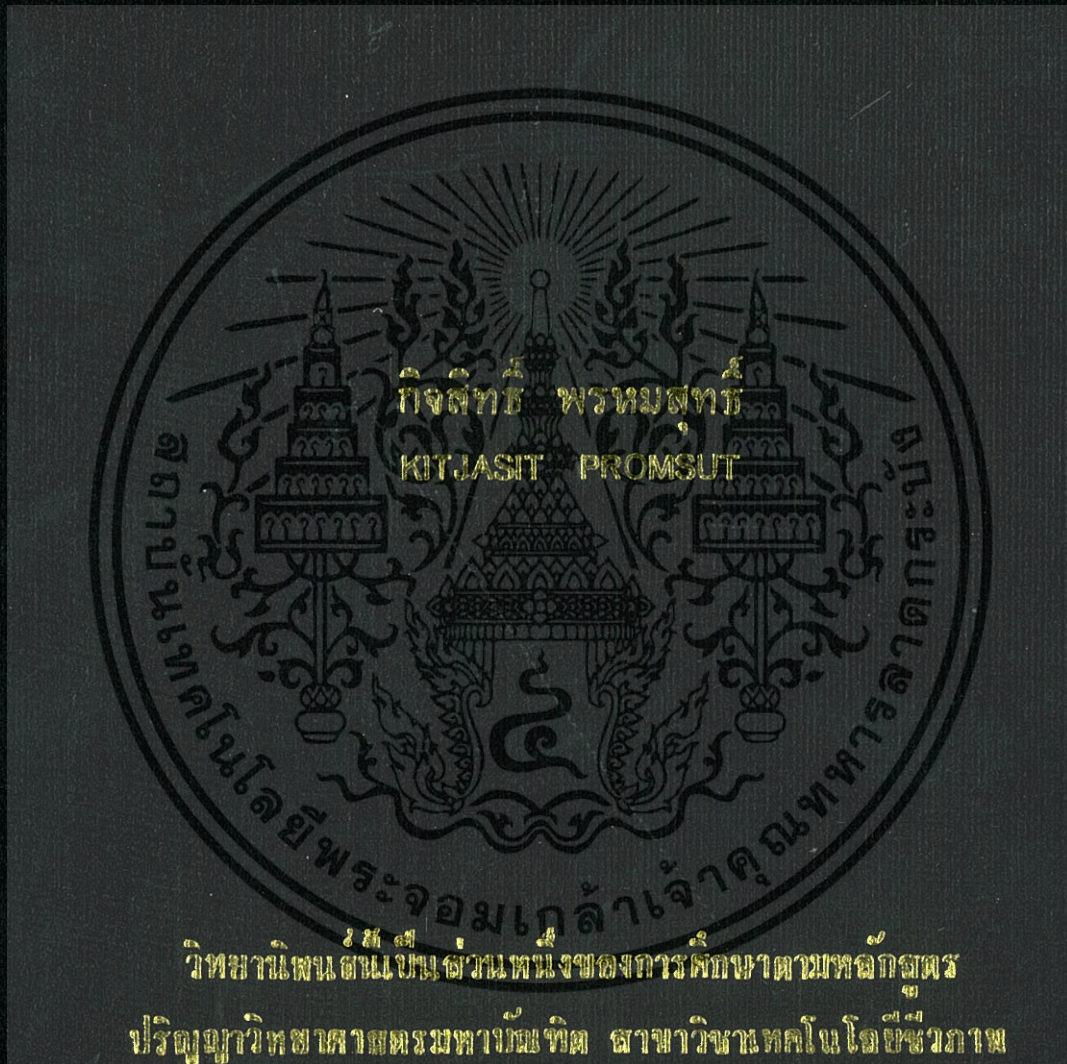 กิจสิทธิ์ พรหมสุทธิ์
KITJASIT PROMSUT
สถาบันเทคโนโลยีพระจอมเกล้าเจ้าคุณทหารลาดกระบัง
๔
วิทยานิพนธ์นี้เป็นส่วนหนึ่งของการศึกษาตามหลักสูตร
ปริญญาวิทยาศาสตรมหาบัณฑิต สาขาวิชาเทคโนโลยีชีวภาพ